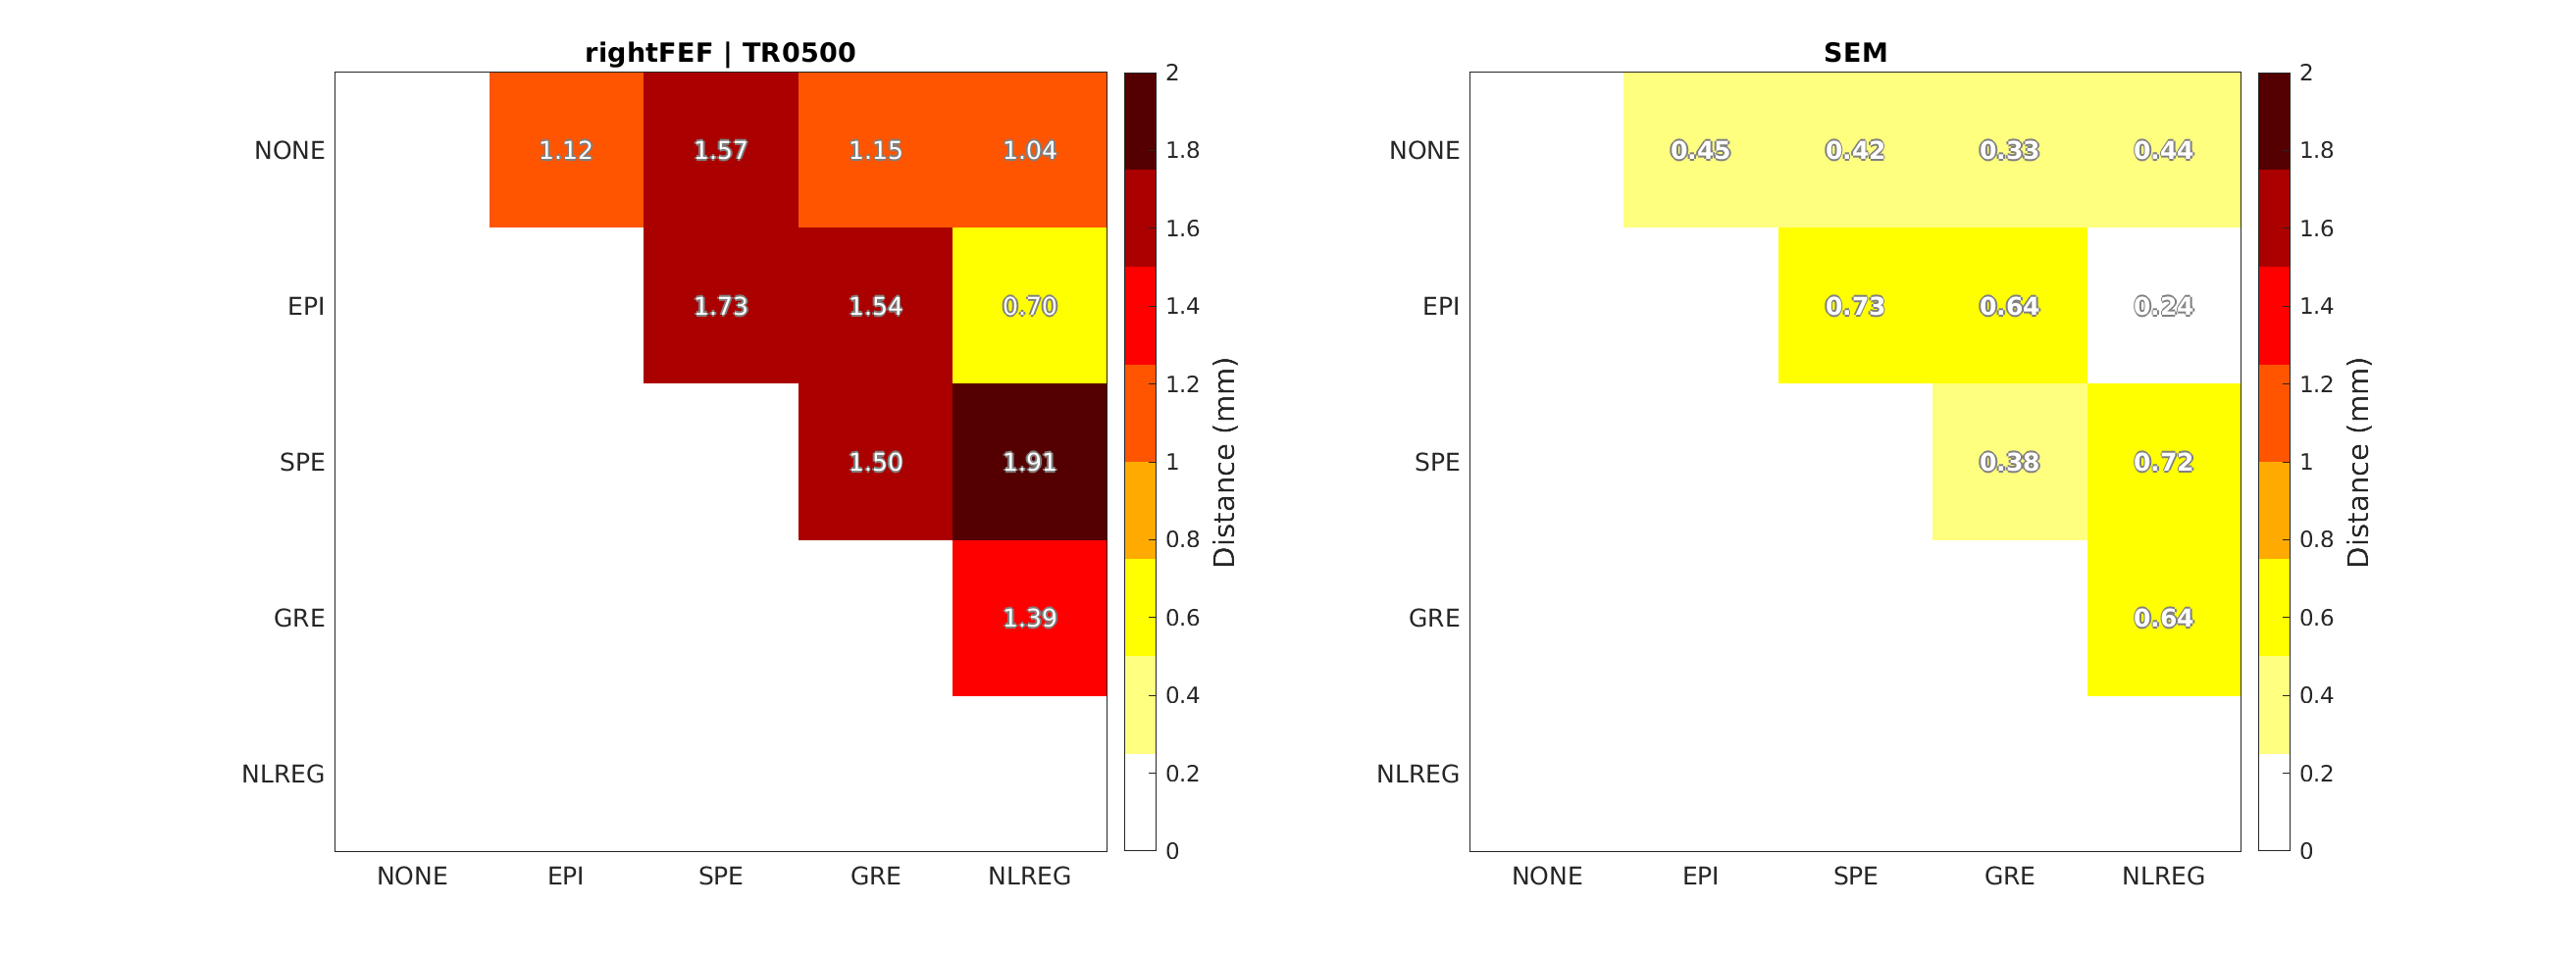 rightFEF | TR0500
NONE 1.12 1.57 1.15 1.04
EPI 1.73 1.54 0.70
SPE 1.50 1.91
GRE 1.39
NLREG
NONE EPI SPE GRE NLREG
2
1.8
1.6
1.4
1.2
1
0.8
0.6
0.4
0.2
0
Distance (mm)
SEM
NONE 0.45 0.42 0.33 0.44
EPI 0.73 0.64 0.24
SPE 0.38 0.72
GRE 0.64
NLREG
NONE EPI SPE GRE NLREG
2
1.8
1.6
1.4
1.2
1
0.8
0.6
0.4
0.2
0
Distance (mm)